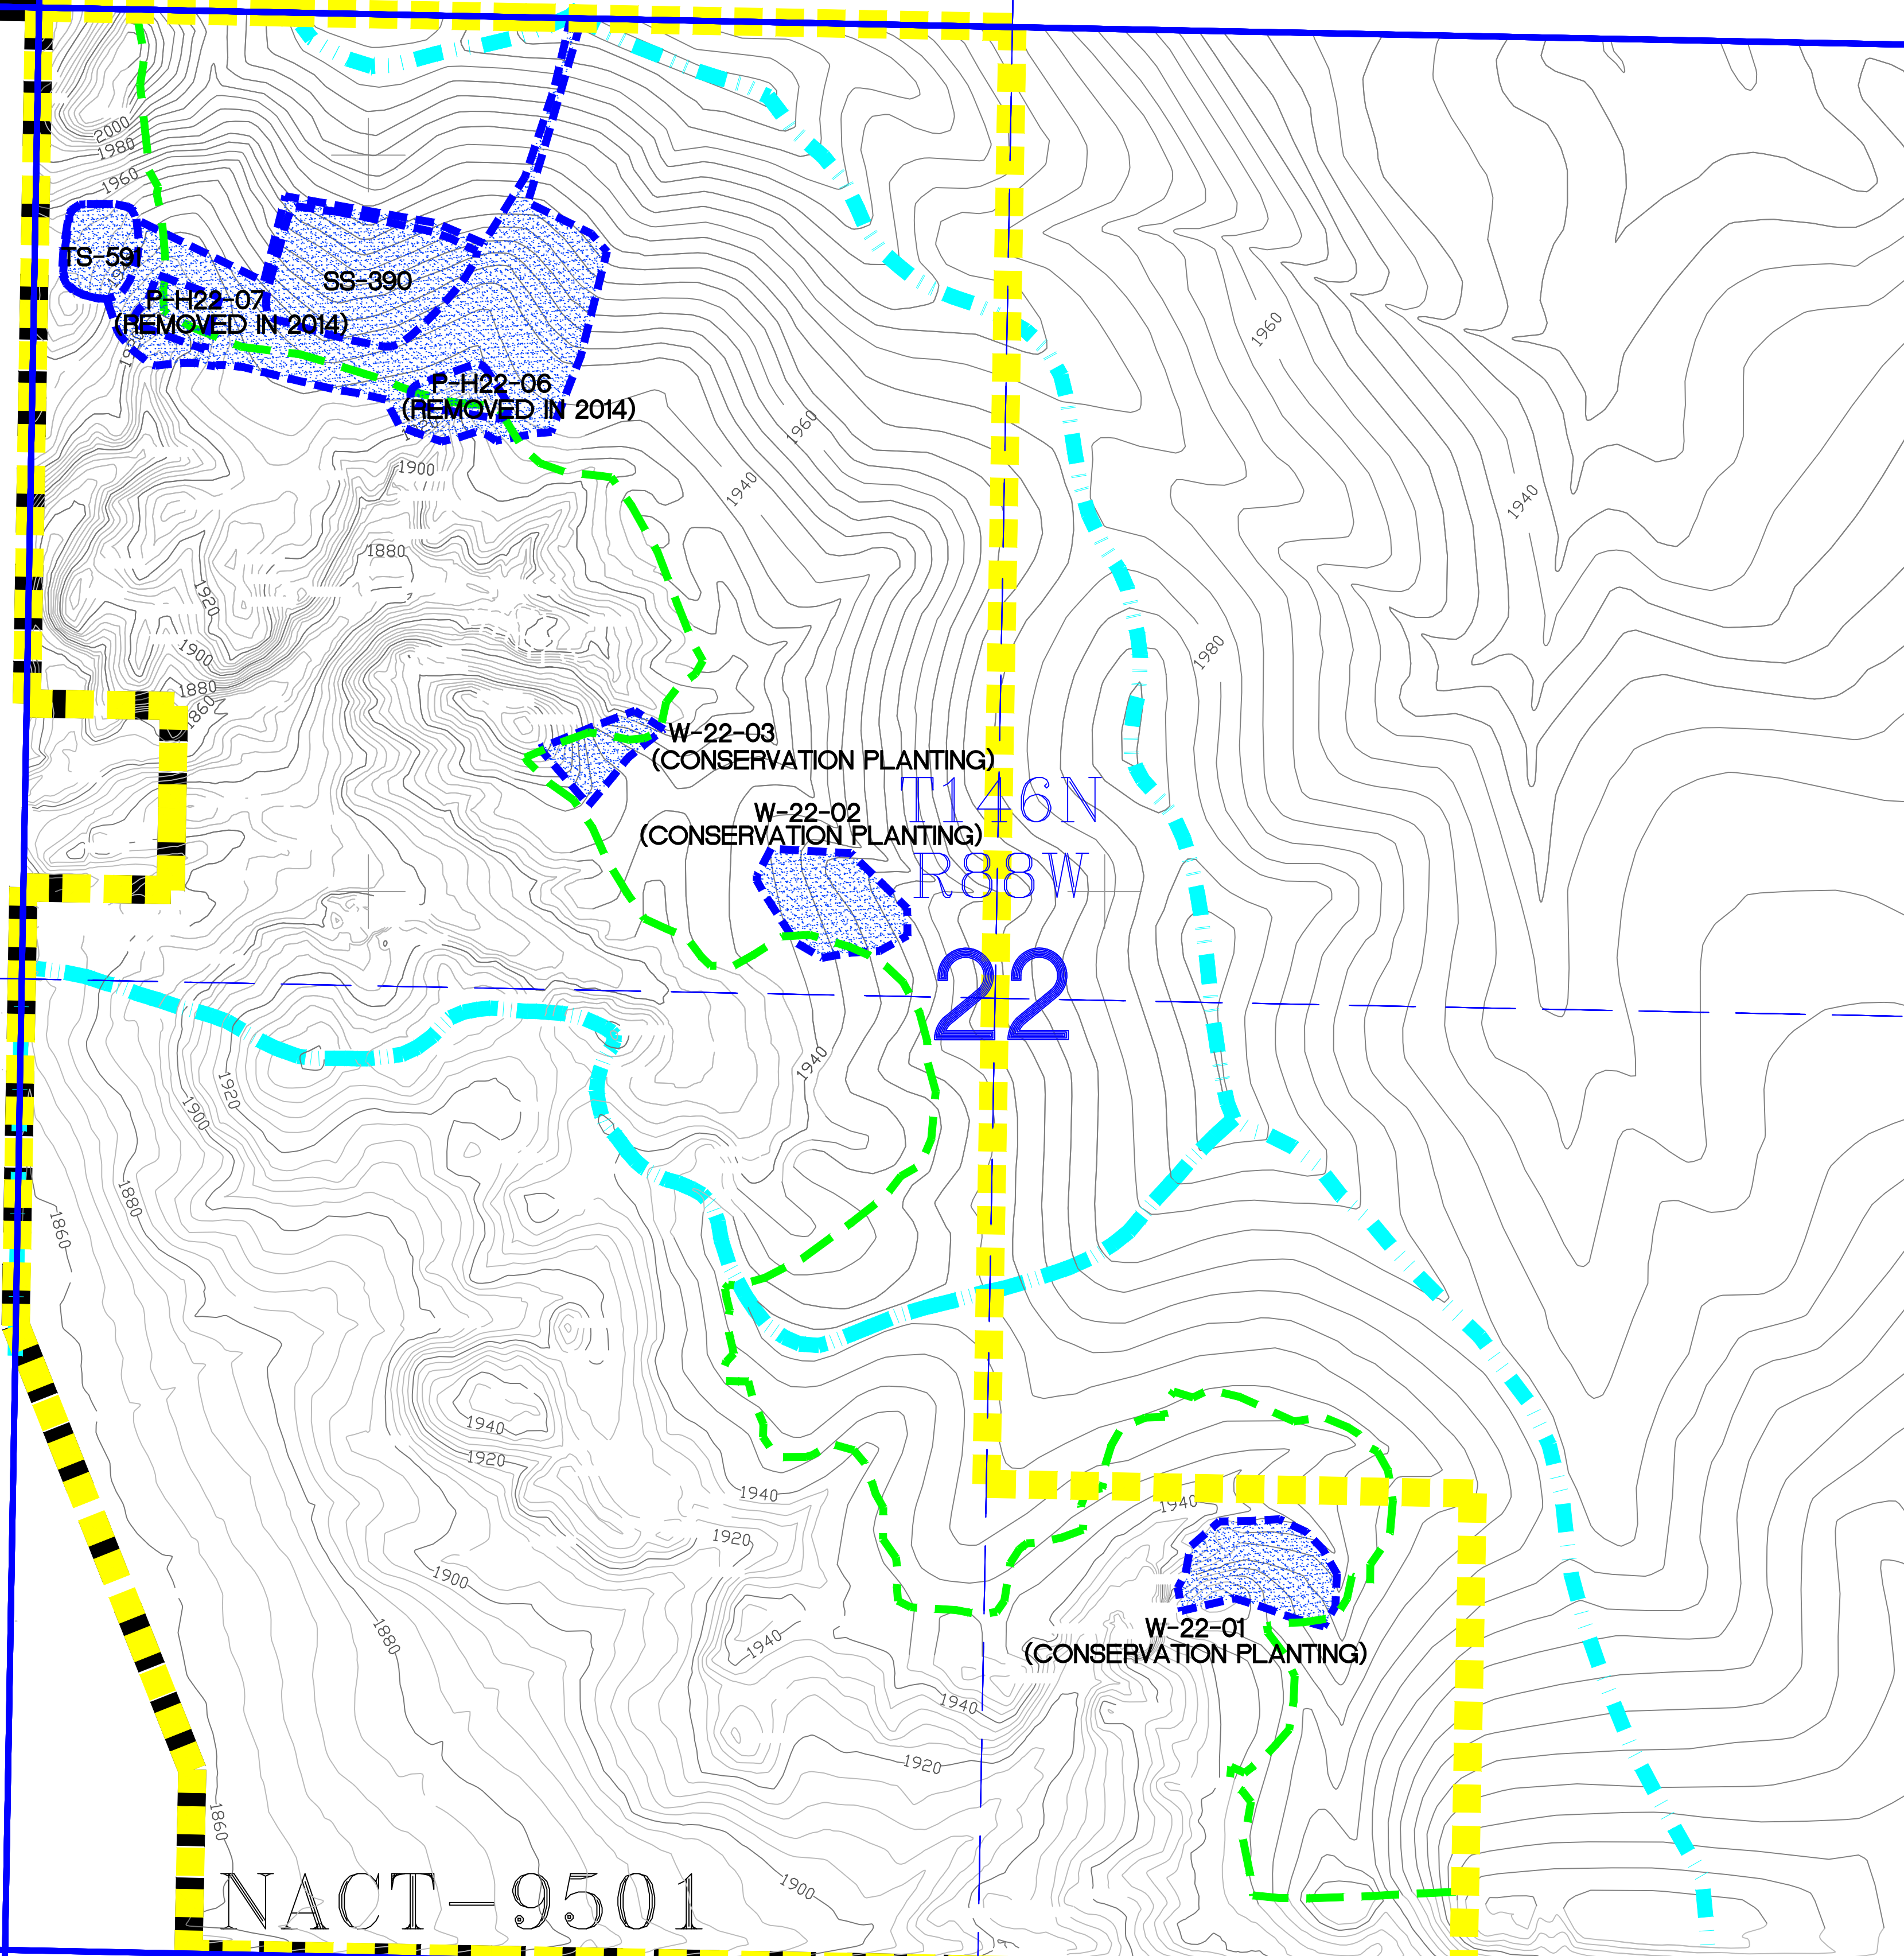 2000
1980
1960
TS-591
SS-390
P-H22-07
(REMOVED IN 2014)
1960
P-H22-06
(REMOVED IN 2014)
1960
1900
1940
1940
1880
1920
1900
1980
1880
1860
W-22-03
(CONSERVATION PLANTING)
T146N
W-22-02
(CONSERVATION PLANTING)
R88W
22
1940
1920
1900
1880
1860
1940
1920
1940
1940
1920
1900
W-22-01
(CONSERVATION PLANTING)
1880
1940
1940
1920
1860
1900
NACT-9501